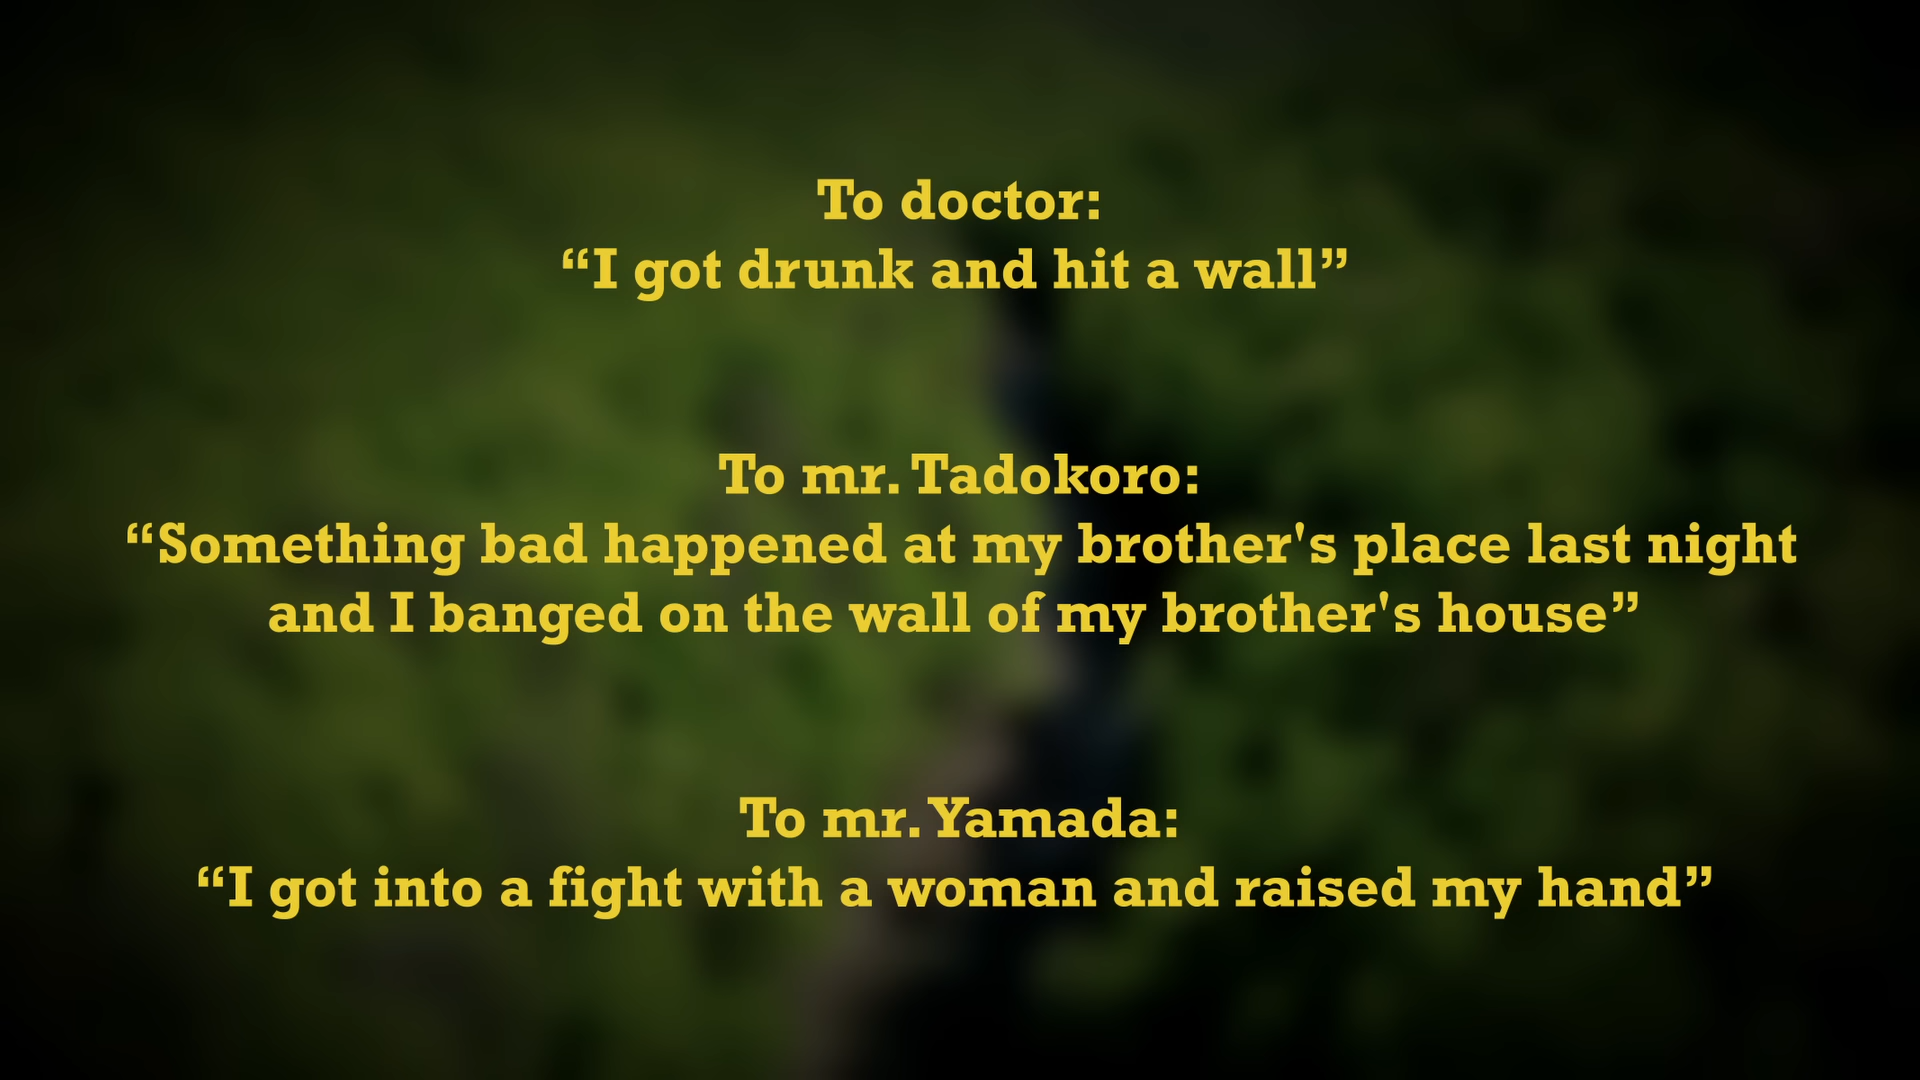 To doctor:
“I got drunk and hit a wall”
To mr. Tadokoro:
“Something bad happened at my brother's place last night
and I banged on the wall of my brother's house”
To mr. Yamada:
“I got into a fight with a woman and raised my hand”